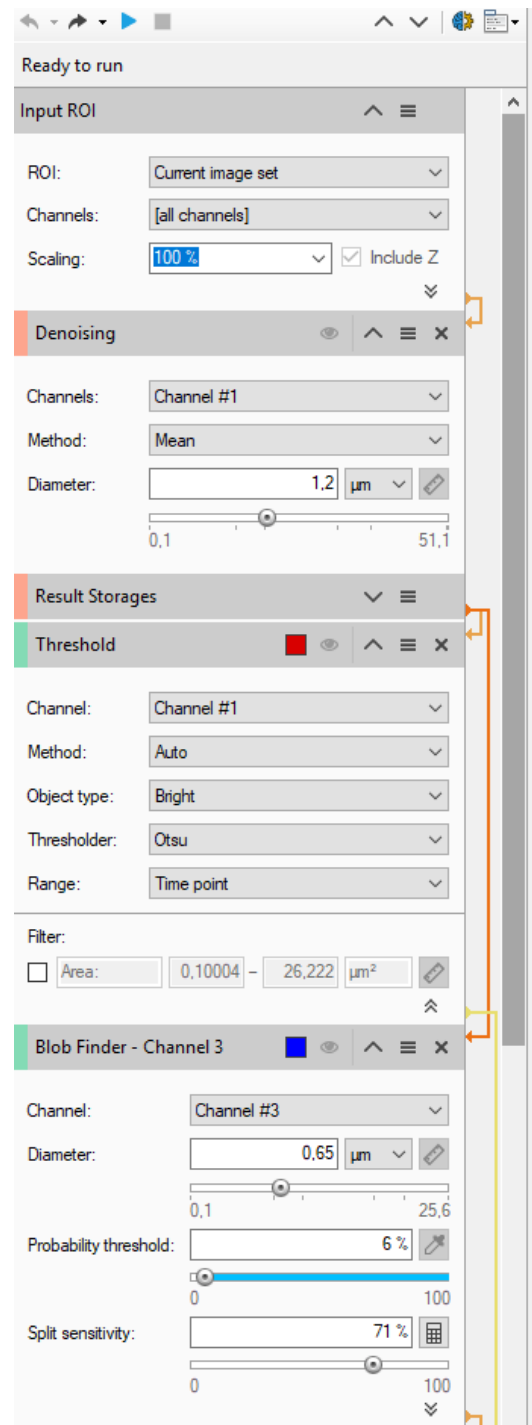 Ready to run
Input ROI
ROI: Current image set
Channels: [all channels]
Scaling: 100 % Include Z
Denoising
Channels: Channel #1
Method: Mean
Diameter: 1,2 µm
0,1 51,1
Result Storages
Threshold
Channel: Channel #1
Method: Auto
Object type: Bright
Thresholder: Otsu
Range: Time point
Filter:
Area: 0,10004 – 26,222 µm²
Blob Finder - Channel 3
Channel: Channel #3
Diameter: 0,65 µm
0,1 25,6
Probability threshold: 6 %
0 100
Split sensitivity: 71 %
0 100